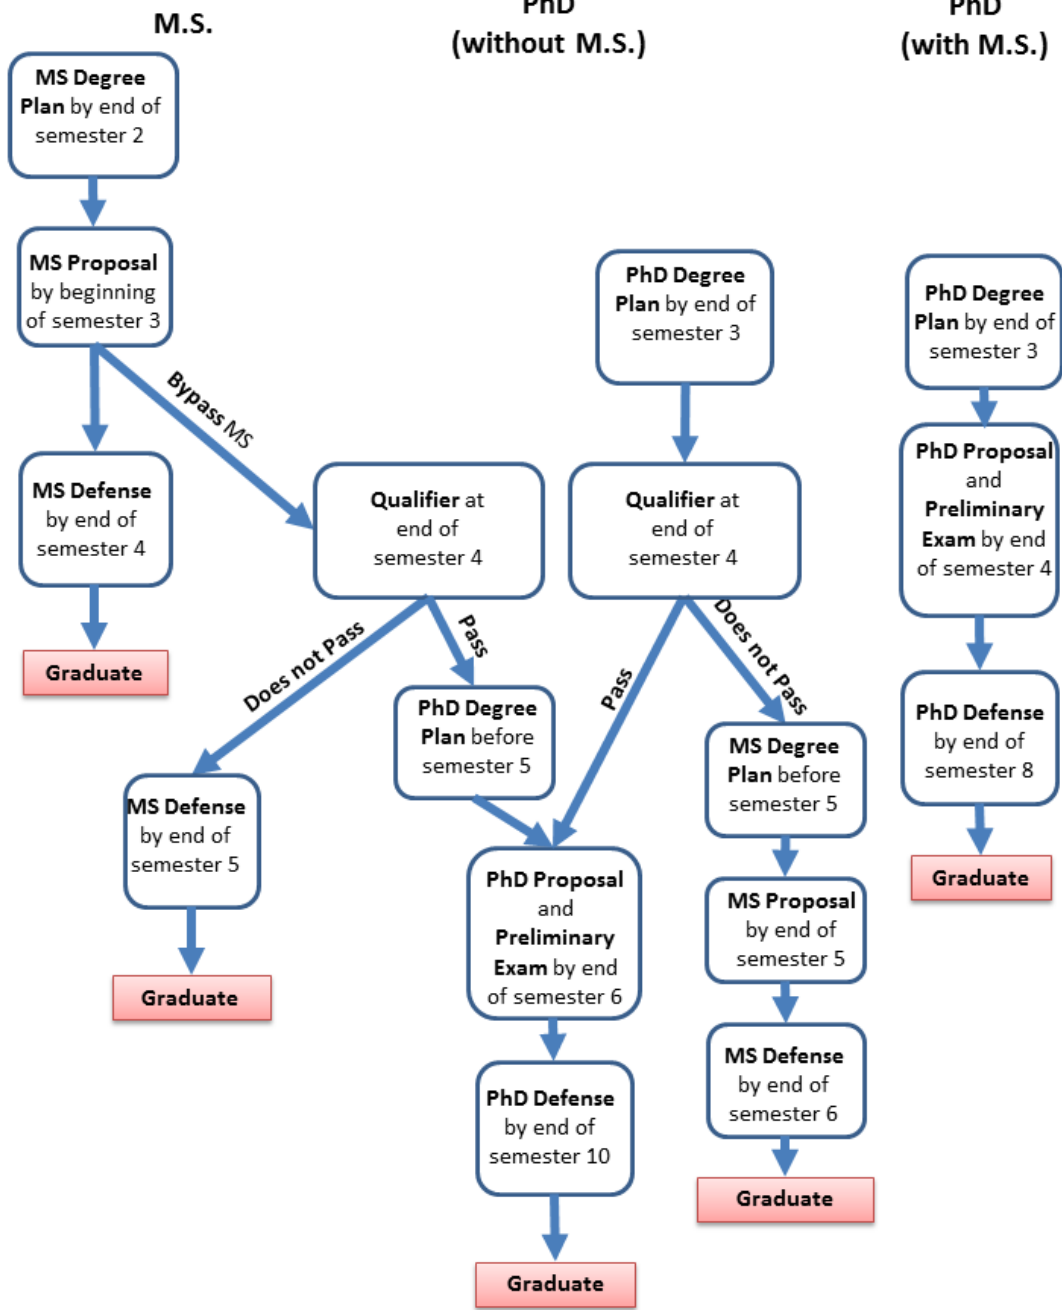 M.S.
PhD
(without M.S.)
PhD
(with M.S.)
MS Degree
Plan by end of
semester 2
MS Proposal
by beginning
of semester 3
Bypass MS
MS Defense
by end of
semester 4
Graduate
Qualifier at
end of
semester 4
Does not Pass
Pass
MS Defense
by end of
semester 5
Graduate
PhD Degree
Plan before
semester 5
PhD Degree
Plan by end of
semester 3
Qualifier at
end of
semester 4
Pass
Does not Pass
PhD Proposal
and
Preliminary
Exam by end
of semester 6
PhD Defense
by end of
semester 10
Graduate
MS Degree
Plan before
semester 5
MS Proposal
by end of
semester 5
MS Defense
by end of
semester 6
Graduate
PhD Degree
Plan by end of
semester 3
PhD Proposal
and
Preliminary
Exam by end
of semester 4
PhD Defense
by end of
semester 8
Graduate